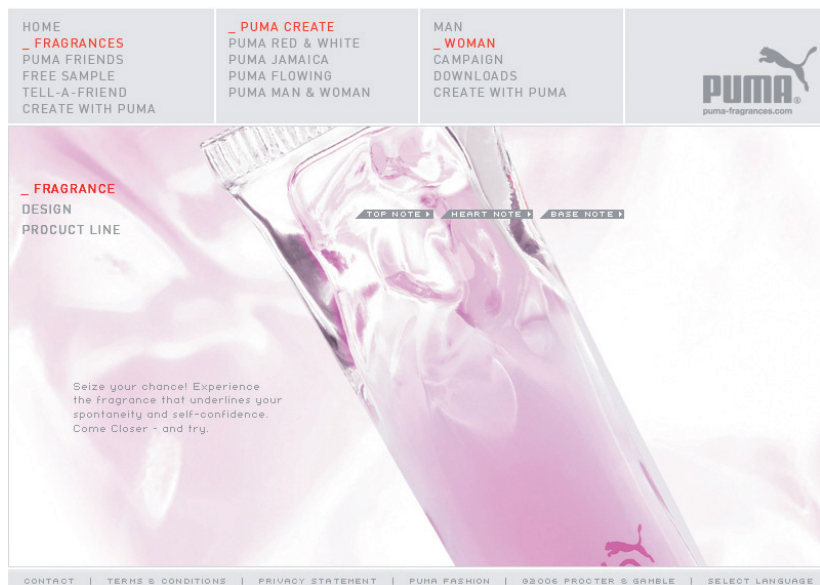 HOME
_ FRAGRANCES
PUMA FRIENDS
FREE SAMPLE
TELL-A-FRIEND
CREATE WITH PUMA
_ PUMA CREATE
PUMA RED & WHITE
PUMA JAMAICA
PUMA FLOWING
PUMA MAN & WOMAN
MAN
_ WOMAN
CAMPAIGN
DOWNLOADS
CREATE WITH PUMA
PUMA®
puma-fragrances.com
_ FRAGRANCE
DESIGN
PROCUCT LINE
TOP NOTE
HEART NOTE
BASE NOTE
Seize your chance! Experience
the fragrance that underlines your
spontaneity and self-confidence.
Come Closer - and try.
CONTACT | TERMS & CONDITIONS | PRIVACY STATEMENT | PUMA FASHION | ©2006 PROCTER & GAMBLE | SELECT LANGUAGE